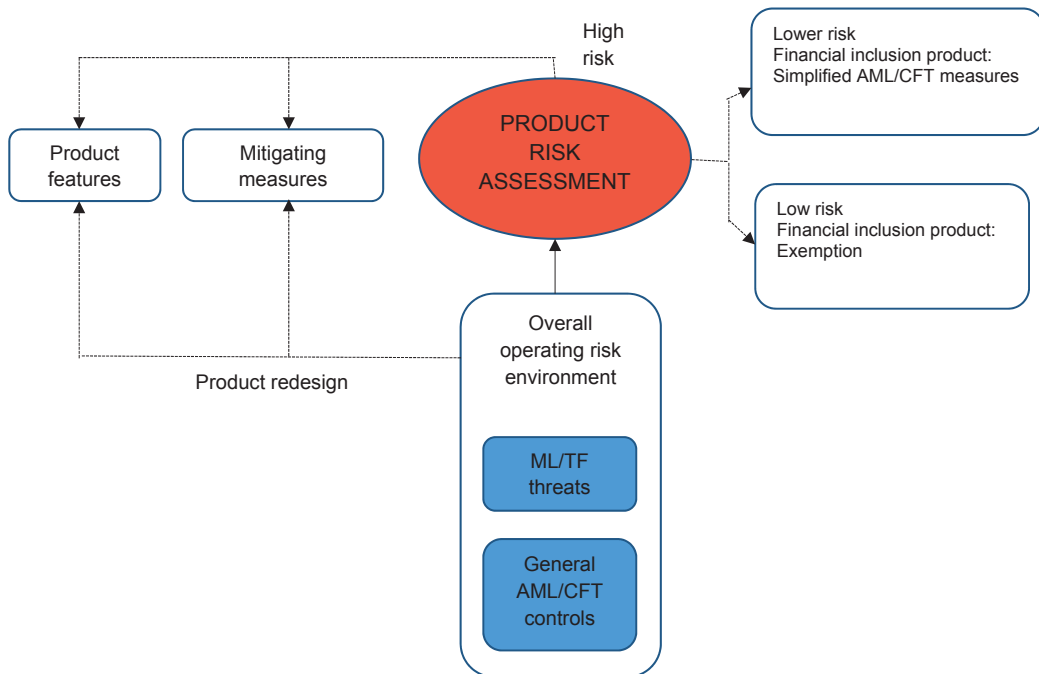 High
risk
Lower risk
Financial inclusion product:
Simplified AML/CFT measures
Product
features
Mitigating
measures
PRODUCT
RISK
ASSESSMENT
Low risk
Financial inclusion product:
Exemption
Overall
operating risk
environment
Product redesign
ML/TF
threats
General
AML/CFT
controls